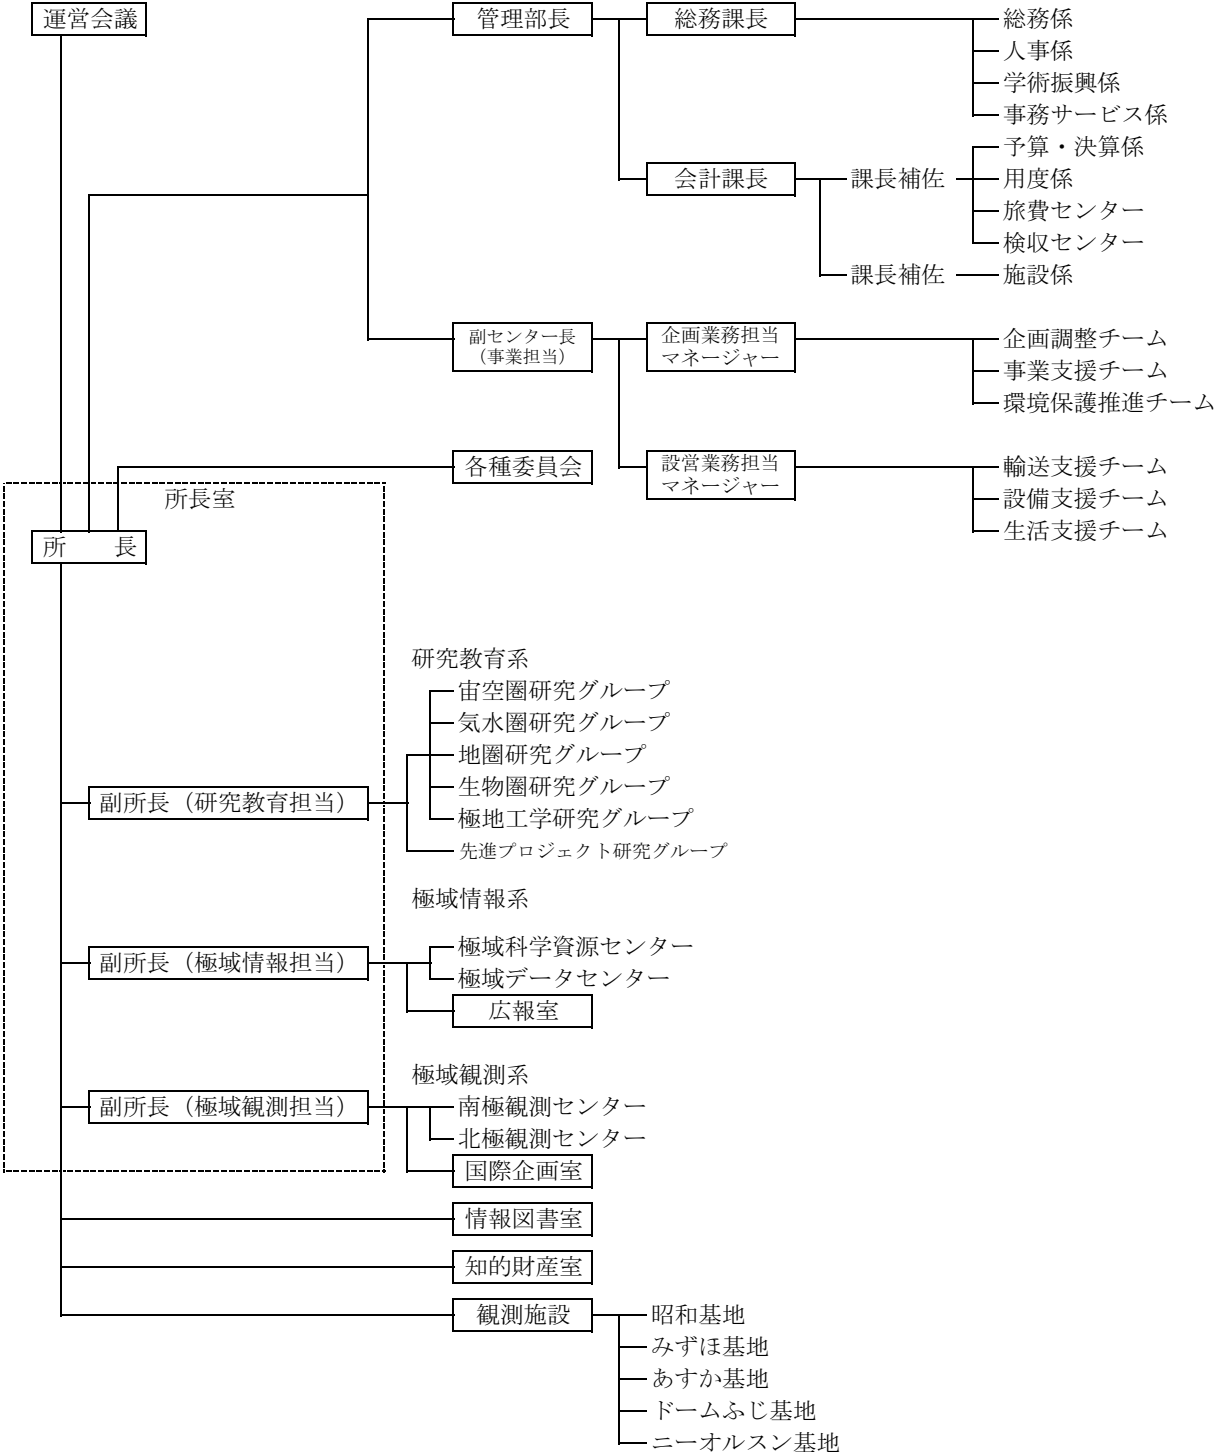 運営会議
管理部長
総務課長
総務係
人事係
学術振興係
事務サービス係
会計課長
課長補佐
予算・決算係
用度係
旅費センター
検収センター
課長補佐
施設係
副センター長
（事業担当）
企画業務担当
マネージャー
企画調整チーム
事業支援チーム
環境保護推進チーム
各種委員会
設営業務担当
マネージャー
輸送支援チーム
設備支援チーム
生活支援チーム
所長室
所　　長
研究教育系
宙空圏研究グループ
気水圏研究グループ
地圏研究グループ
生物圏研究グループ
極地工学研究グループ
先進プロジェクト研究グループ
副所長（研究教育担当）
極域情報系
極域科学資源センター
副所長（極域情報担当）
極域データセンター
広報室
極域観測系
副所長（極域観測担当）
南極観測センター
北極観測センター
国際企画室
情報図書室
知的財産室
観測施設
昭和基地
みずほ基地
あすか基地
ドームふじ基地
ニーオルスン基地